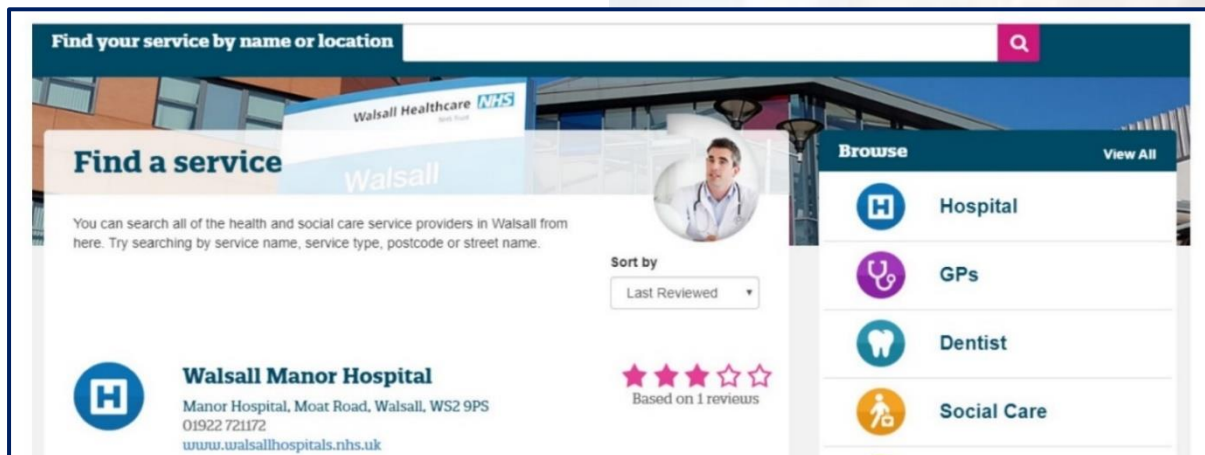 Find your service by name or location
Walsall Healthcare NHS
NHS Trust
Walsall
Find a service
You can search all of the health and social care service providers in Walsall from
here. Try searching by service name, service type, postcode or street name.
Sort by
Last Reviewed
H
Walsall Manor Hospital
Manor Hospital, Moat Road, Walsall, WS2 9PS
01922 721172
www.walsallhospitals.nhs.uk
Based on 1 reviews
Browse
View All
H
Hospital
GPs
Dentist
Social Care